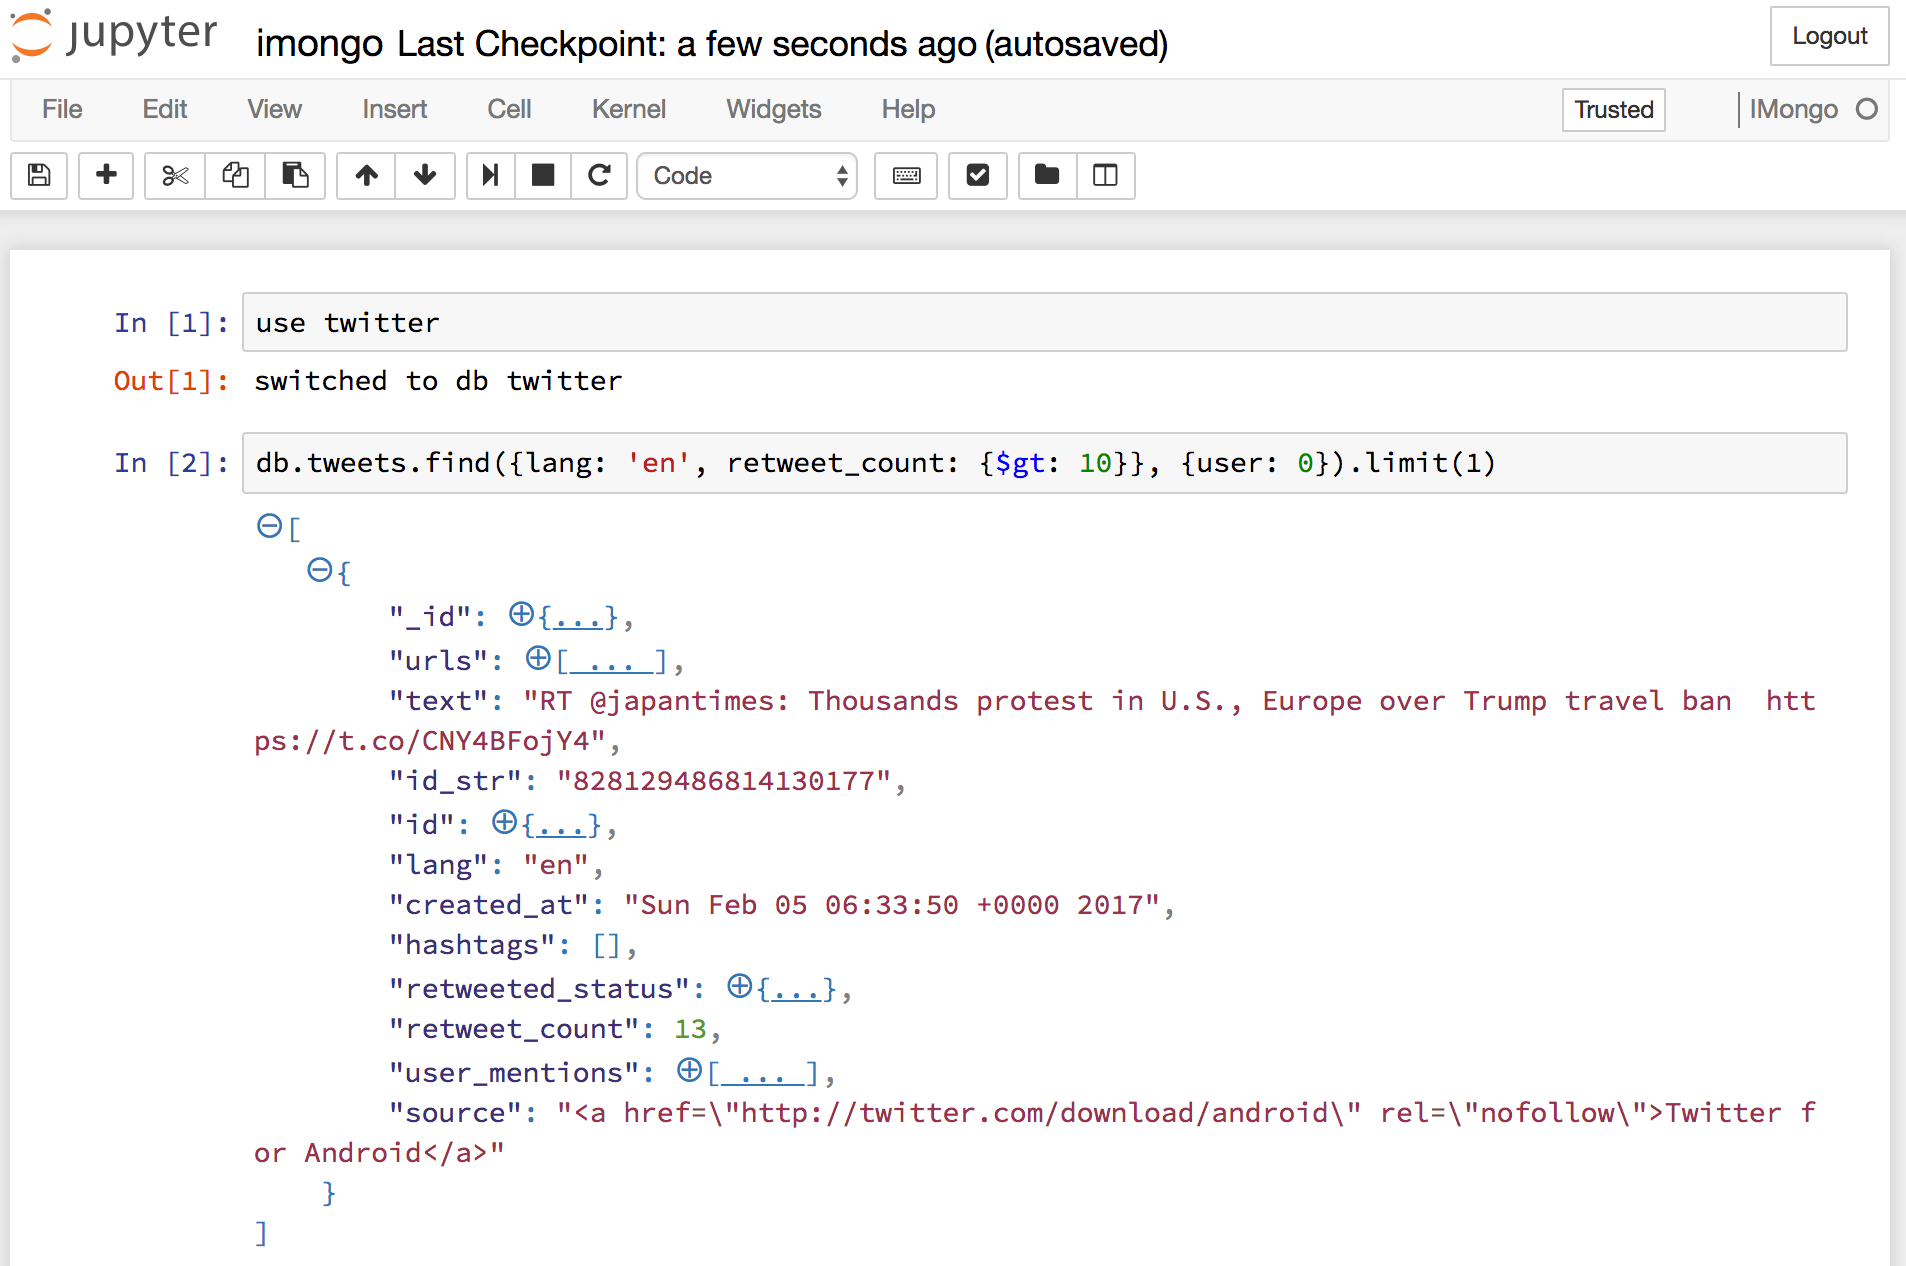 jupyter imongo Last Checkpoint: a few seconds ago (autosaved) Logout
File Edit View Insert Cell Kernel Widgets Help Trusted IMongo
Code
In [1]: use twitter
Out[1]: switched to db twitter
In [2]: db.tweets.find({lang: 'en', retweet_count: {$gt: 10}}, {user: 0}).limit(1)
[
{
"_id": {...},
"urls": [ ... ],
"text": "RT @japantimes: Thousands protest in U.S., Europe over Trump travel ban  htt
ps://t.co/CNY4BFojY4",
"id_str": "828129486814130177",
"id": {...},
"lang": "en",
"created_at": "Sun Feb 05 06:33:50 +0000 2017",
"hashtags": [],
"retweeted_status": {...},
"retweet_count": 13,
"user_mentions": [ ... ],
"source": "<a href=\"http://twitter.com/download/android\" rel=\"nofollow\">Twitter f
or Android</a>"
}
]